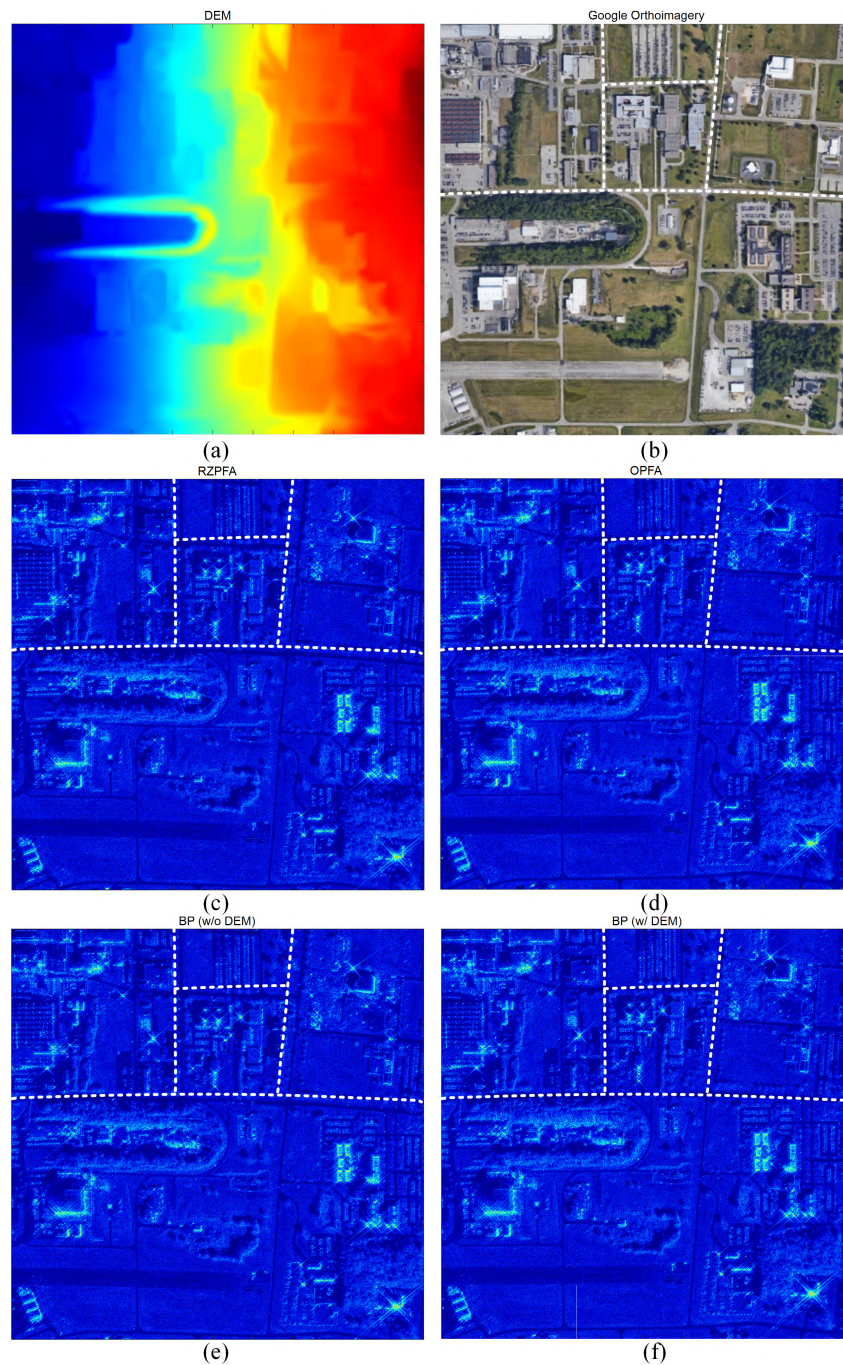 DEM
Google Orthoimagery
(a)
(b)
RZPFA
OPFA
(c)
(d)
BP (w/o DEM)
BP (w/ DEM)
(e)
(f)